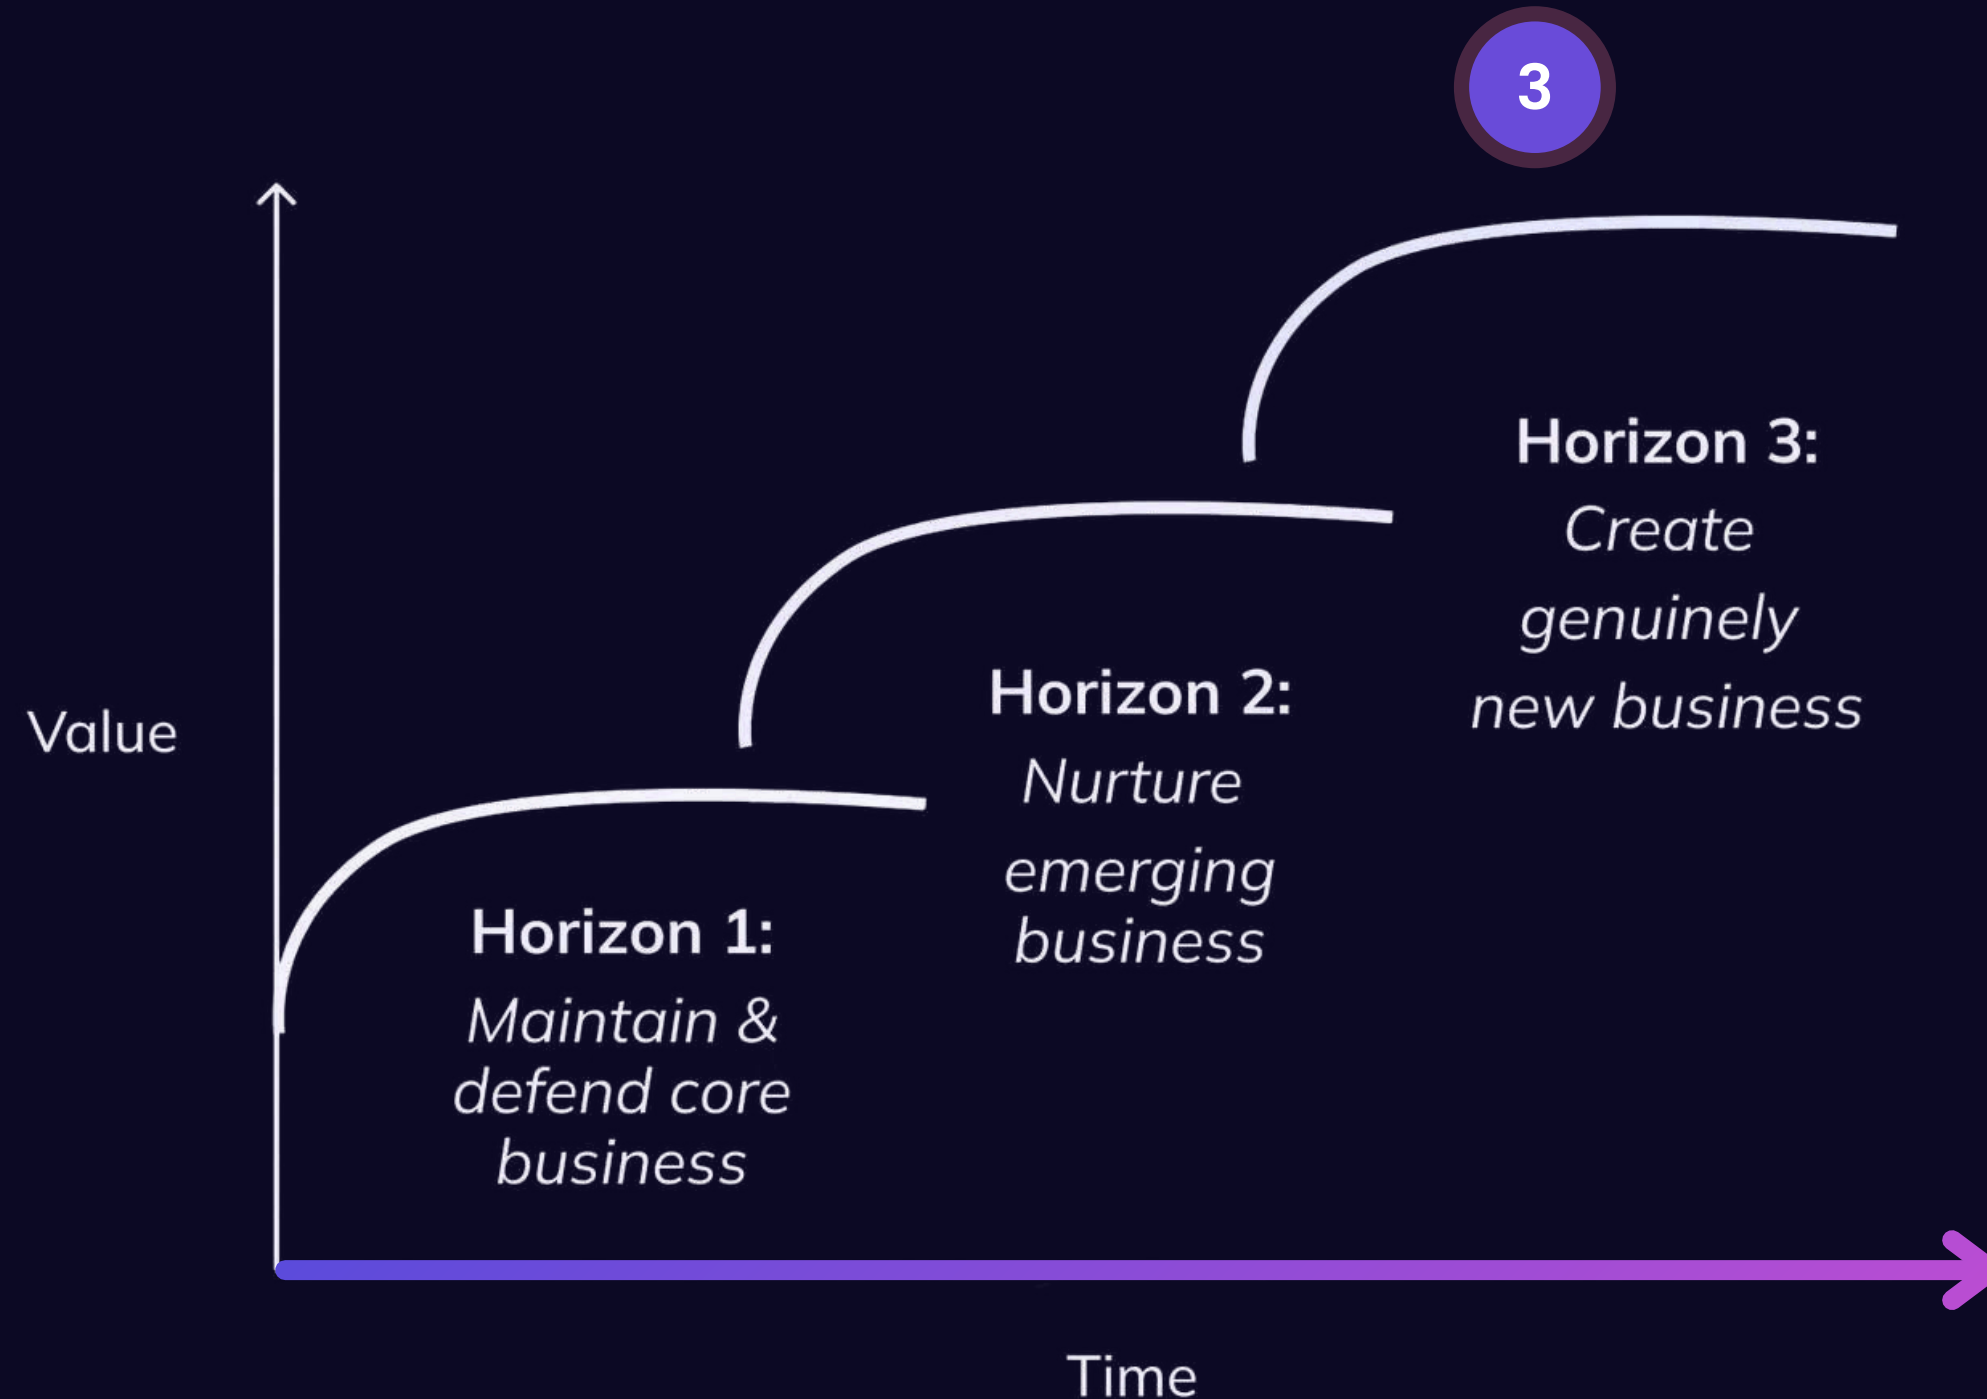 3
Value
Horizon 1:
Maintain &
defend core
business
Horizon 2:
Nurture
emerging
business
Horizon 3:
Create
genuinely
new business
Time